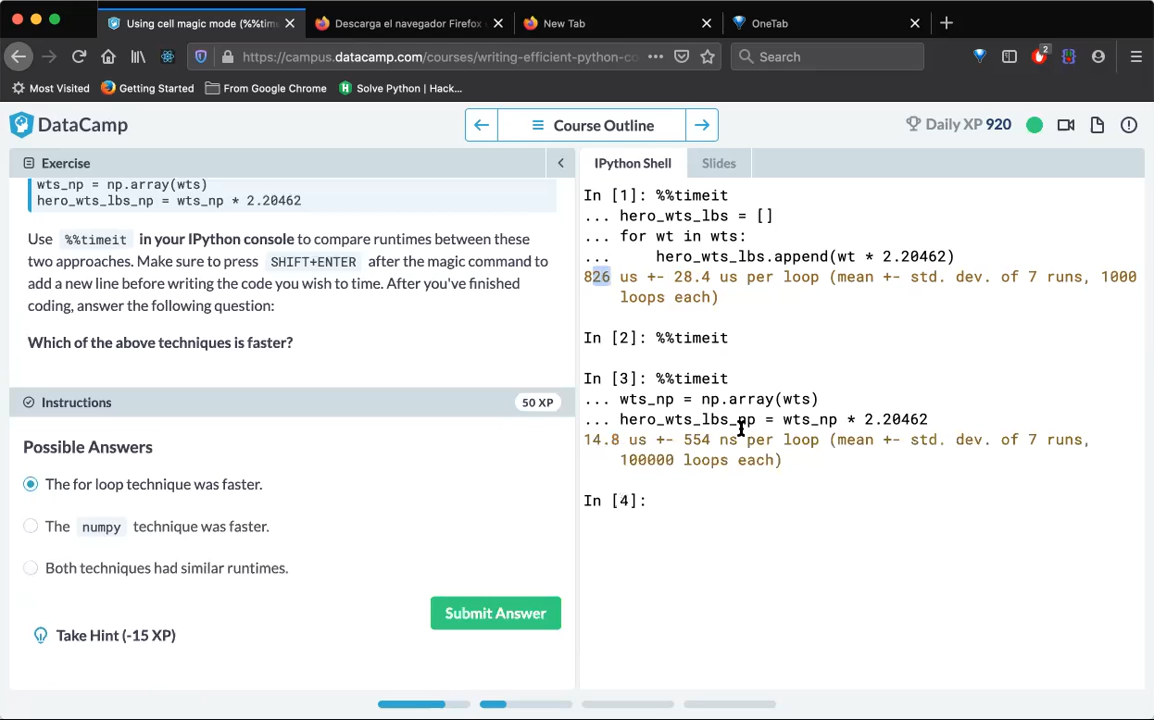 Using cell magic mode (%%tim
Descarga el navegador Firefox
New Tab
OneTab
https://campus.datacamp.com/courses/writing-efficient-python-co
Search
2
Most Visited
Getting Started
From Google Chrome
Solve Python | Hack...
DataCamp
Course Outline
Daily XP 920
Exercise
IPython Shell
Slides
wts_np = np.array(wts)
hero_wts_lbs_np = wts_np * 2.20462
Use %%timeit in your IPython console to compare runtimes between these
two approaches. Make sure to press SHIFT+ENTER after the magic command to
add a new line before writing the code you wish to time. After you've finished
coding, answer the following question:
Which of the above techniques is faster?
Instructions
50 XP
Possible Answers
The for loop technique was faster.
The numpy technique was faster.
Both techniques had similar runtimes.
Submit Answer
Take Hint (-15 XP)
In [1]: %%timeit
... hero_wts_lbs = []
... for wt in wts:
...     hero_wts_lbs.append(wt * 2.20462)
826 us +- 28.4 us per loop (mean +- std. dev. of 7 runs, 1000
loops each)
In [2]: %%timeit
In [3]: %%timeit
... wts_np = np.array(wts)
... hero_wts_lbs_np = wts_np * 2.20462
14.8 us +- 554 ns per loop (mean +- std. dev. of 7 runs,
100000 loops each)
In [4]: